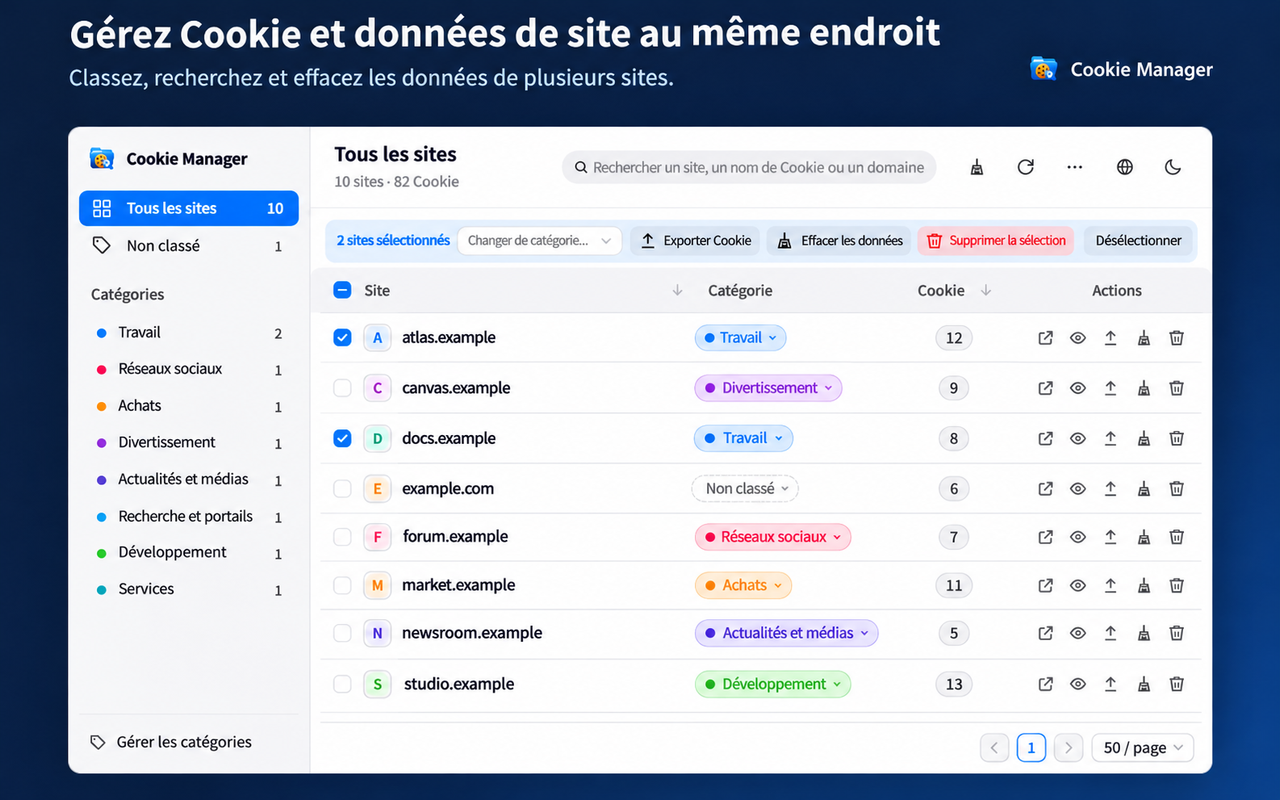 Gérez Cookie et données de site au même endroit
Classez, recherchez et effacez les données de plusieurs sites.
Cookie Manager
Cookie Manager
Tous les sites 10
Non classé 1
Catégories
Travail 2
Réseaux sociaux 1
Achats 1
Divertissement 1
Actualités et médias 1
Recherche et portails 1
Développement 1
Services 1
Gérer les catégories
Tous les sites
10 sites · 82 Cookie
Rechercher un site, un nom de Cookie ou un domaine
2 sites sélectionnés Changer de catégorie... Exporter Cookie Effacer les données Supprimer la sélection Désélectionner
Site Catégorie Cookie Actions
A atlas.example Travail 12
C canvas.example Divertissement 9
D docs.example Travail 8
E example.com Non classé 6
F forum.example Réseaux sociaux 7
M market.example Achats 11
N newsroom.example Actualités et médias 5
S studio.example Développement 13
1 50 / page